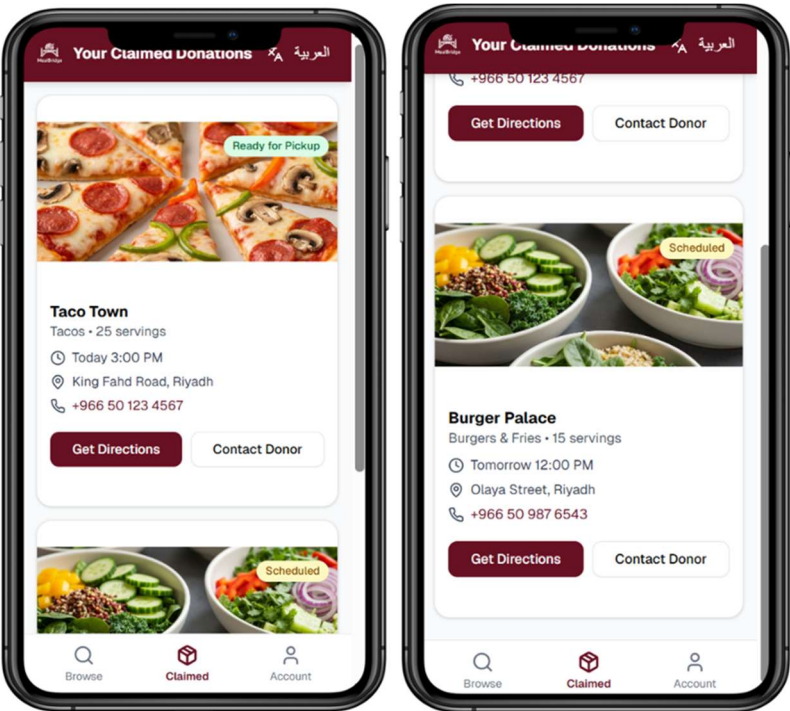 MealBridge
Your Claimed Donations
العربية
Ready for Pickup
Taco Town
Tacos • 25 servings
Today 3:00 PM
King Fahd Road, Riyadh
+966 50 123 4567
Get Directions
Contact Donor
Scheduled
Browse
Claimed
Account
MealBridge
Your Claimed Donations
العربية
+966 50 123 4567
Get Directions
Contact Donor
Scheduled
Burger Palace
Burgers & Fries • 15 servings
Tomorrow 12:00 PM
Olaya Street, Riyadh
+966 50 987 6543
Get Directions
Contact Donor
Browse
Claimed
Account